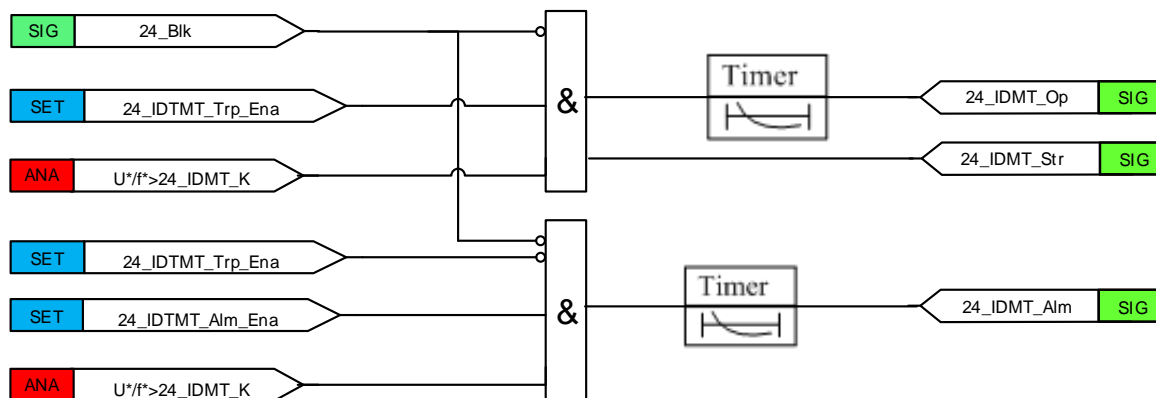 SIG 24_Blk
&
Timer
SET 24_IDTMT_Trp_Ena
24_IDMT_Op SIG
24_IDMT_Str SIG
ANA U*/f*>24_IDMT_K
SET 24_IDTMT_Trp_Ena
&
Timer
SET 24_IDTMT_Alm_Ena
24_IDMT_Alm SIG
ANA U*/f*>24_IDMT_K